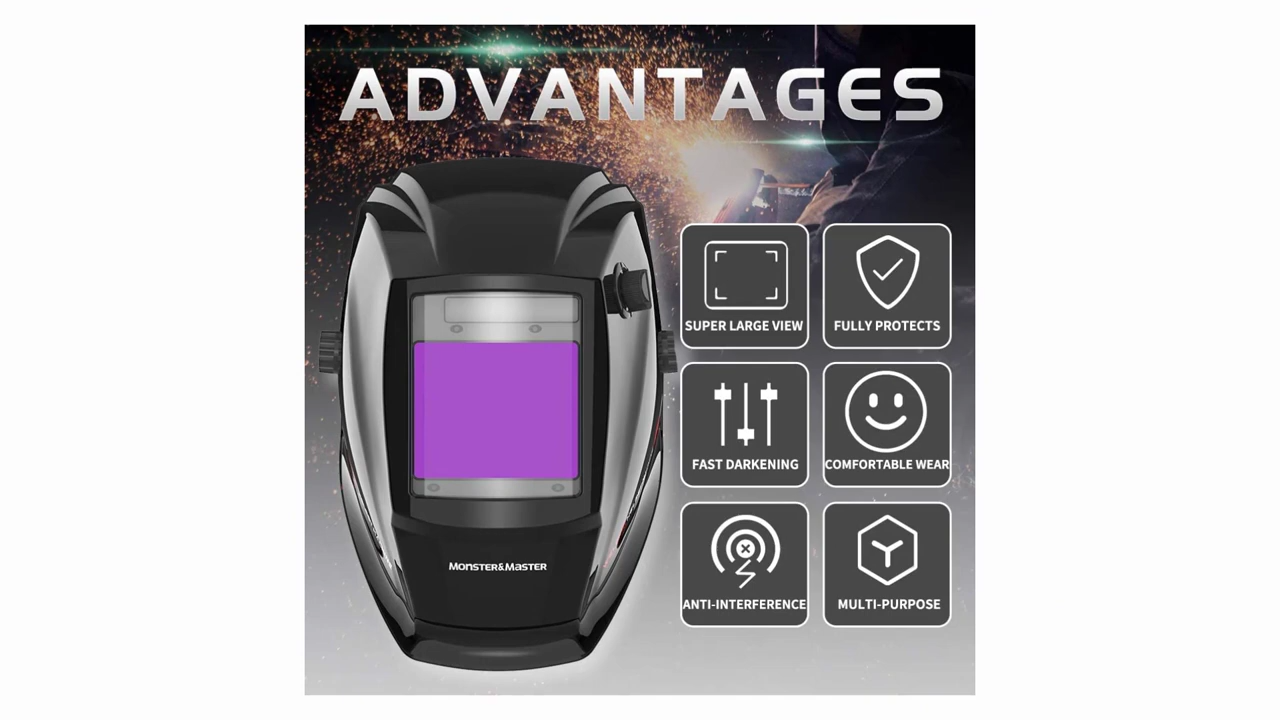 ADVANTAGES
SUPER LARGE VIEW
FULLY PROTECTS
FAST DARKENING
COMFORTABLE WEAR
ANTI-INTERFERENCE
MULTI-PURPOSE
MONSTER&MASTER